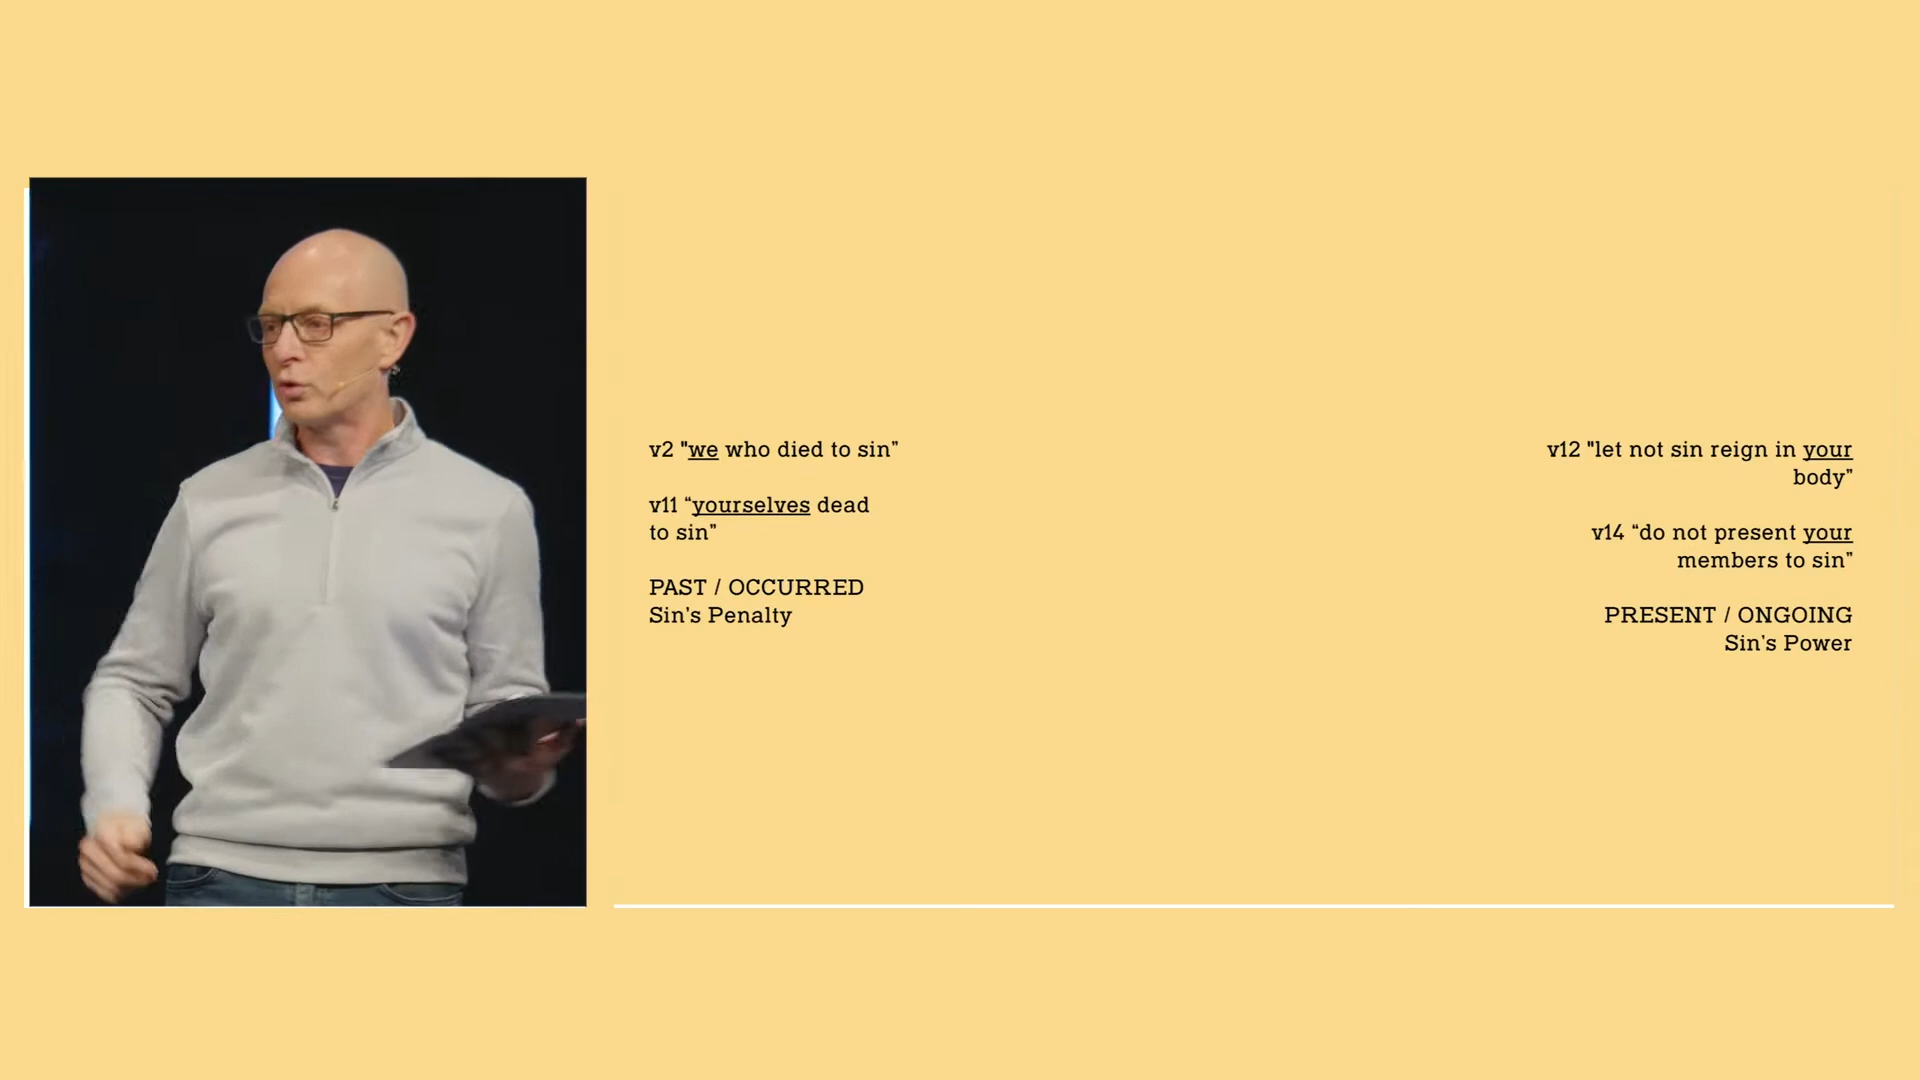 v2 "we who died to sin”
v11 “yourselves dead
to sin”
PAST / OCCURRED
Sin’s Penalty
v12 "let not sin reign in your
body”
v14 “do not present your
members to sin”
PRESENT / ONGOING
Sin’s Power